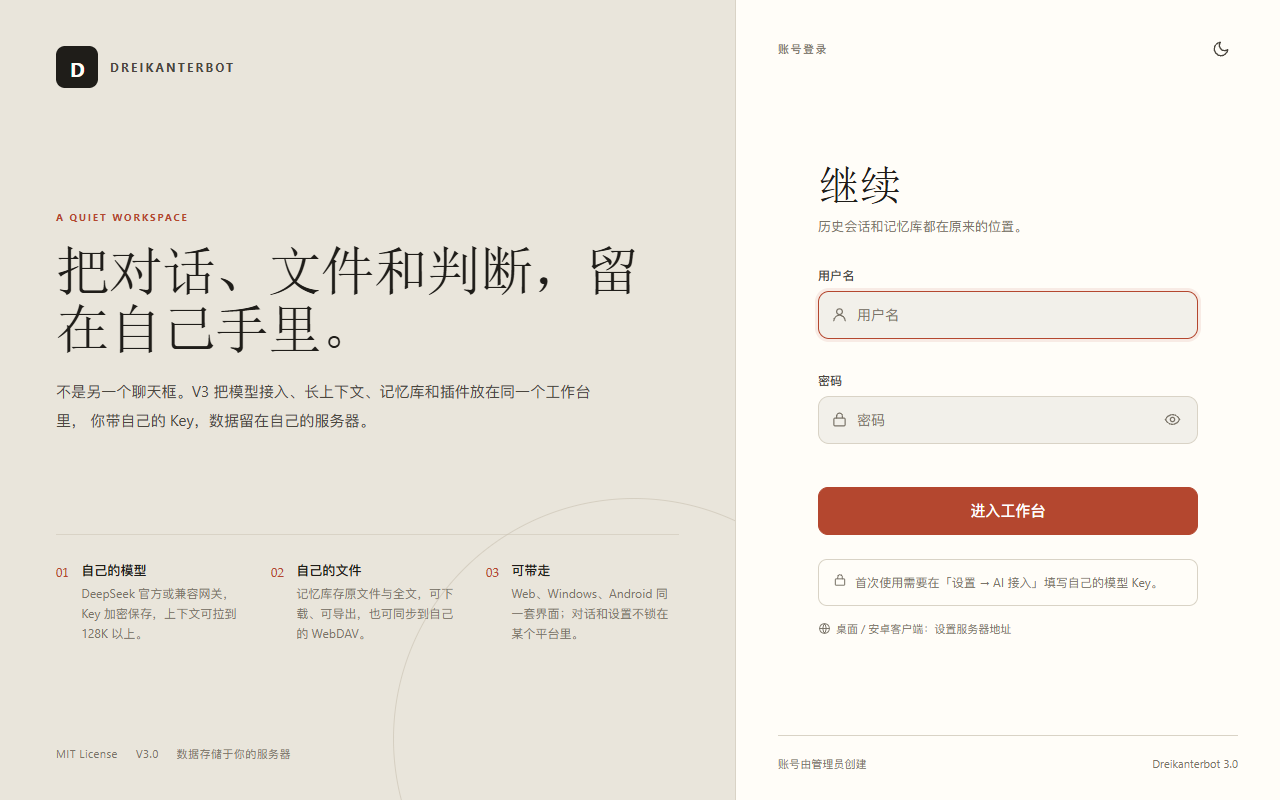 D
DREIKANTERBOT
A QUIET WORKSPACE
把对话、文件和判断，留
在自己手里。
不是另一个聊天框。V3 把模型接入、长上下文、记忆库和插件放在同一个工作台
里， 你带自己的 Key，数据留在自己的服务器。
01 自己的模型
DeepSeek 官方或兼容网关，
Key 加密保存，上下文可拉到
128K 以上。
02 自己的文件
记忆库存原文件与全文，可下
载、可导出，也可同步到自己
的 WebDAV。
03 可带走
Web、Windows、Android 同
一套界面；对话和设置不锁在
某个平台里。
MIT License V3.0 数据存储于你的服务器
账号登录
继续
历史会话和记忆库都在原来的位置。
用户名
用户名
密码
密码
进入工作台
首次使用需要在「设置 → AI 接入」填写自己的模型 Key。
桌面 / 安卓客户端：设置服务器地址
账号由管理员创建
Dreikanterbot 3.0